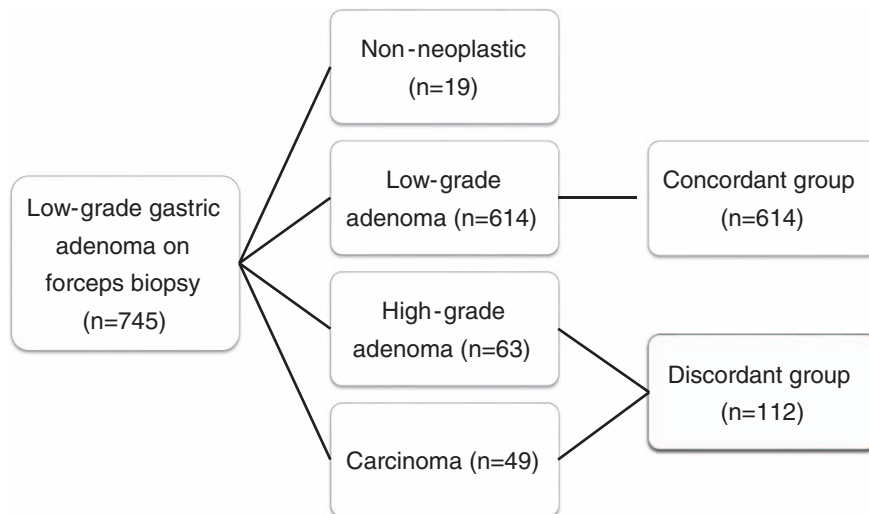 Non-neoplastic
(n=19)
Low-grade gastric
adenoma on
forceps biopsy
(n=745)
Low-grade
adenoma (n=614)
Concordant group
(n=614)
High-grade
adenoma (n=63)
Discordant group
(n=112)
Carcinoma (n=49)